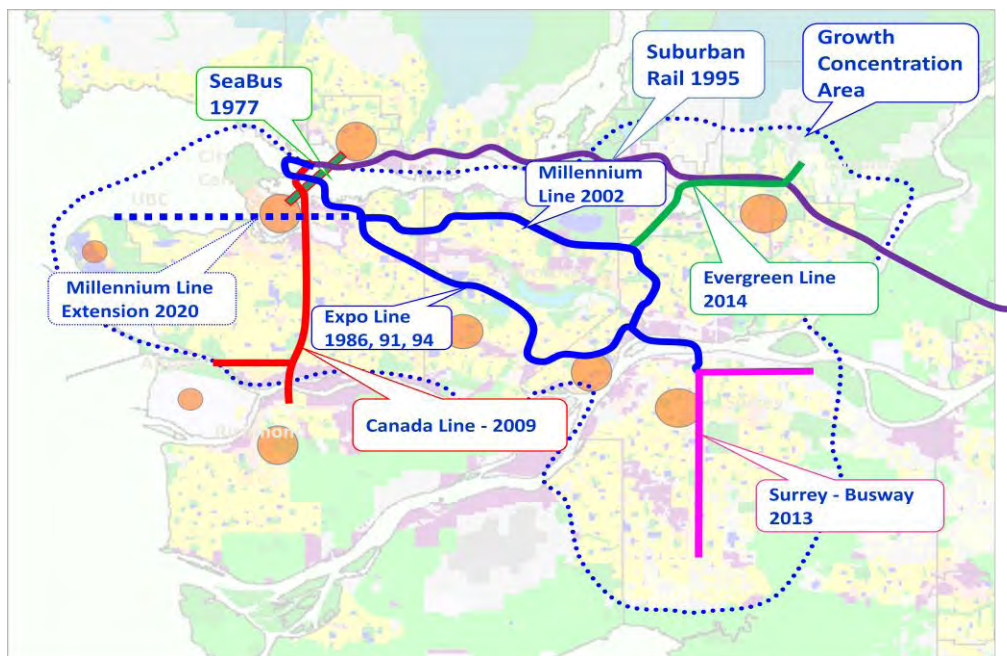 SeaBus
1977
Suburban
Rail 1995
Growth
Concentration
Area
Millennium
Line 2002
UBC
Millennium Line
Extension 2020
Expo Line
1986, 91, 94
Evergreen Line
2014
Canada Line - 2009
Richmond
Surrey - Busway
2013